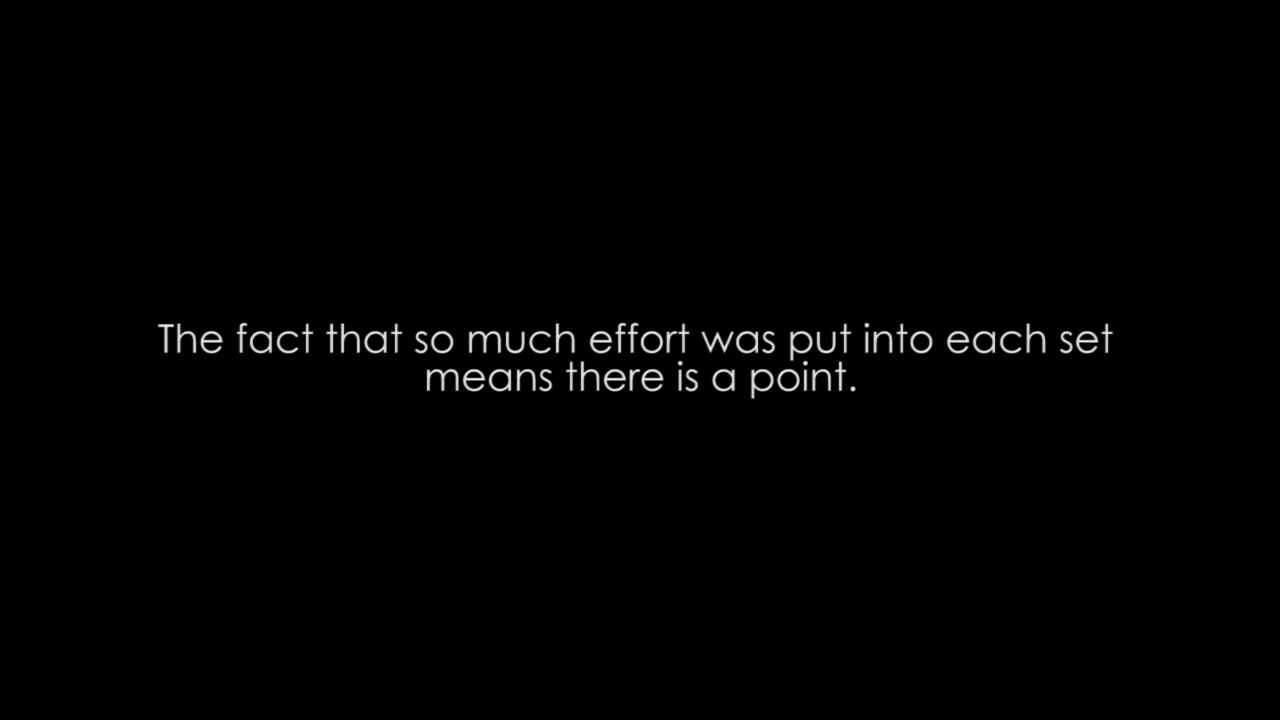 The fact that so much effort was put into each set
means there is a point.